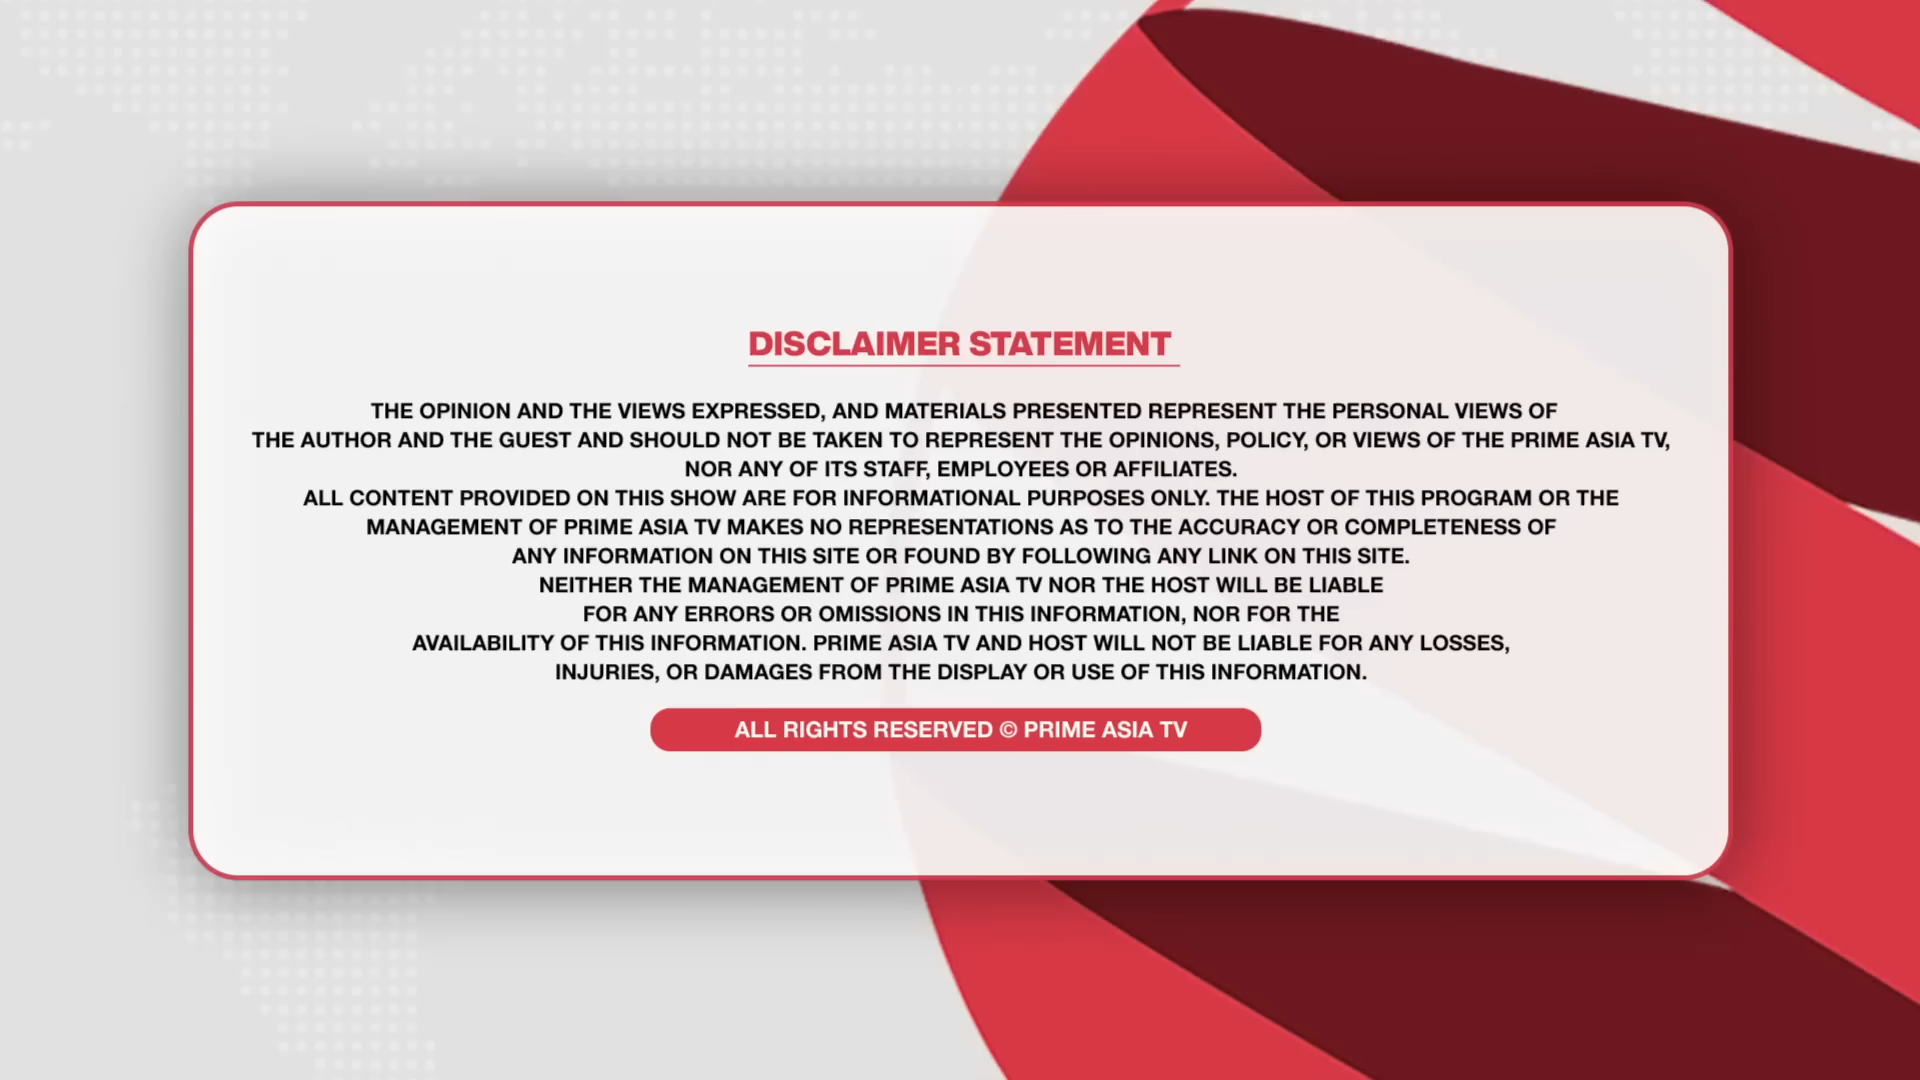 DISCLAIMER STATEMENT
THE OPINION AND THE VIEWS EXPRESSED, AND MATERIALS PRESENTED REPRESENT THE PERSONAL VIEWS OF
THE AUTHOR AND THE GUEST AND SHOULD NOT BE TAKEN TO REPRESENT THE OPINIONS, POLICY, OR VIEWS OF THE PRIME ASIA TV,
NOR ANY OF ITS STAFF, EMPLOYEES OR AFFILIATES.
ALL CONTENT PROVIDED ON THIS SHOW ARE FOR INFORMATIONAL PURPOSES ONLY. THE HOST OF THIS PROGRAM OR THE
MANAGEMENT OF PRIME ASIA TV MAKES NO REPRESENTATIONS AS TO THE ACCURACY OR COMPLETENESS OF
ANY INFORMATION ON THIS SITE OR FOUND BY FOLLOWING ANY LINK ON THIS SITE.
NEITHER THE MANAGEMENT OF PRIME ASIA TV NOR THE HOST WILL BE LIABLE
FOR ANY ERRORS OR OMISSIONS IN THIS INFORMATION, NOR FOR THE
AVAILABILITY OF THIS INFORMATION. PRIME ASIA TV AND HOST WILL NOT BE LIABLE FOR ANY LOSSES,
INJURIES, OR DAMAGES FROM THE DISPLAY OR USE OF THIS INFORMATION.
ALL RIGHTS RESERVED © PRIME ASIA TV